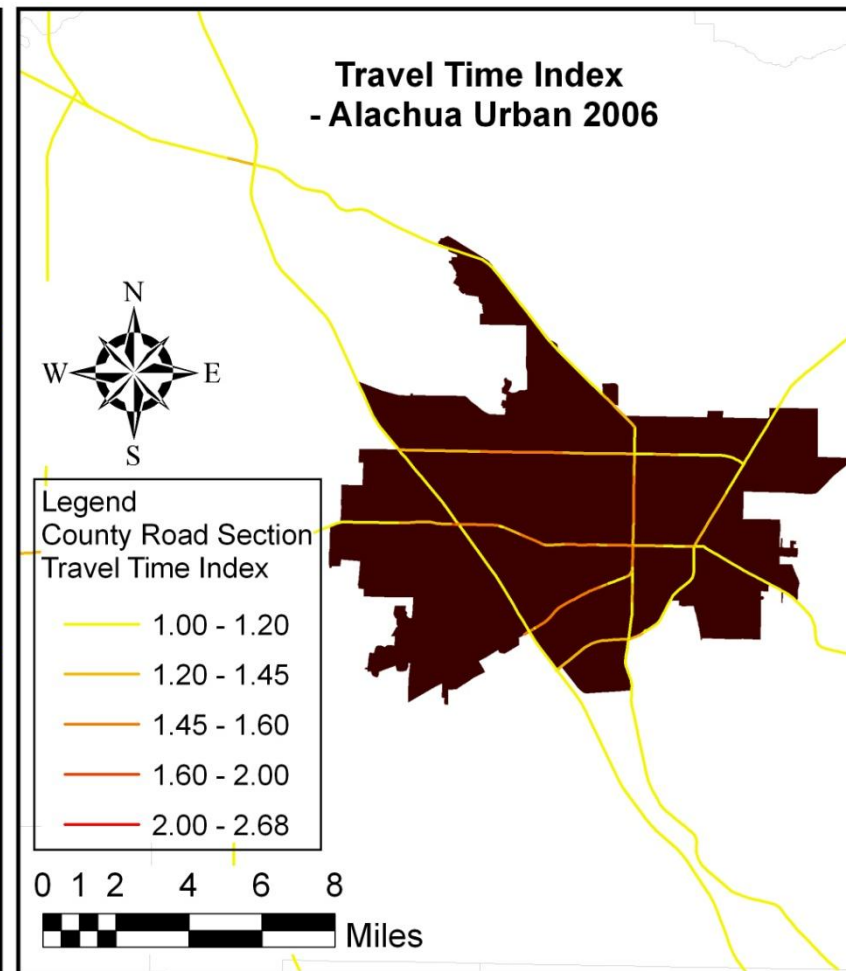 Travel Time Index
- Alachua Urban 2006
N
W
E
S
Legend
County Road Section
Travel Time Index
1.00 - 1.20
1.20 - 1.45
1.45 - 1.60
1.60 - 2.00
2.00 - 2.68
0 1 2 4 6 8
Miles